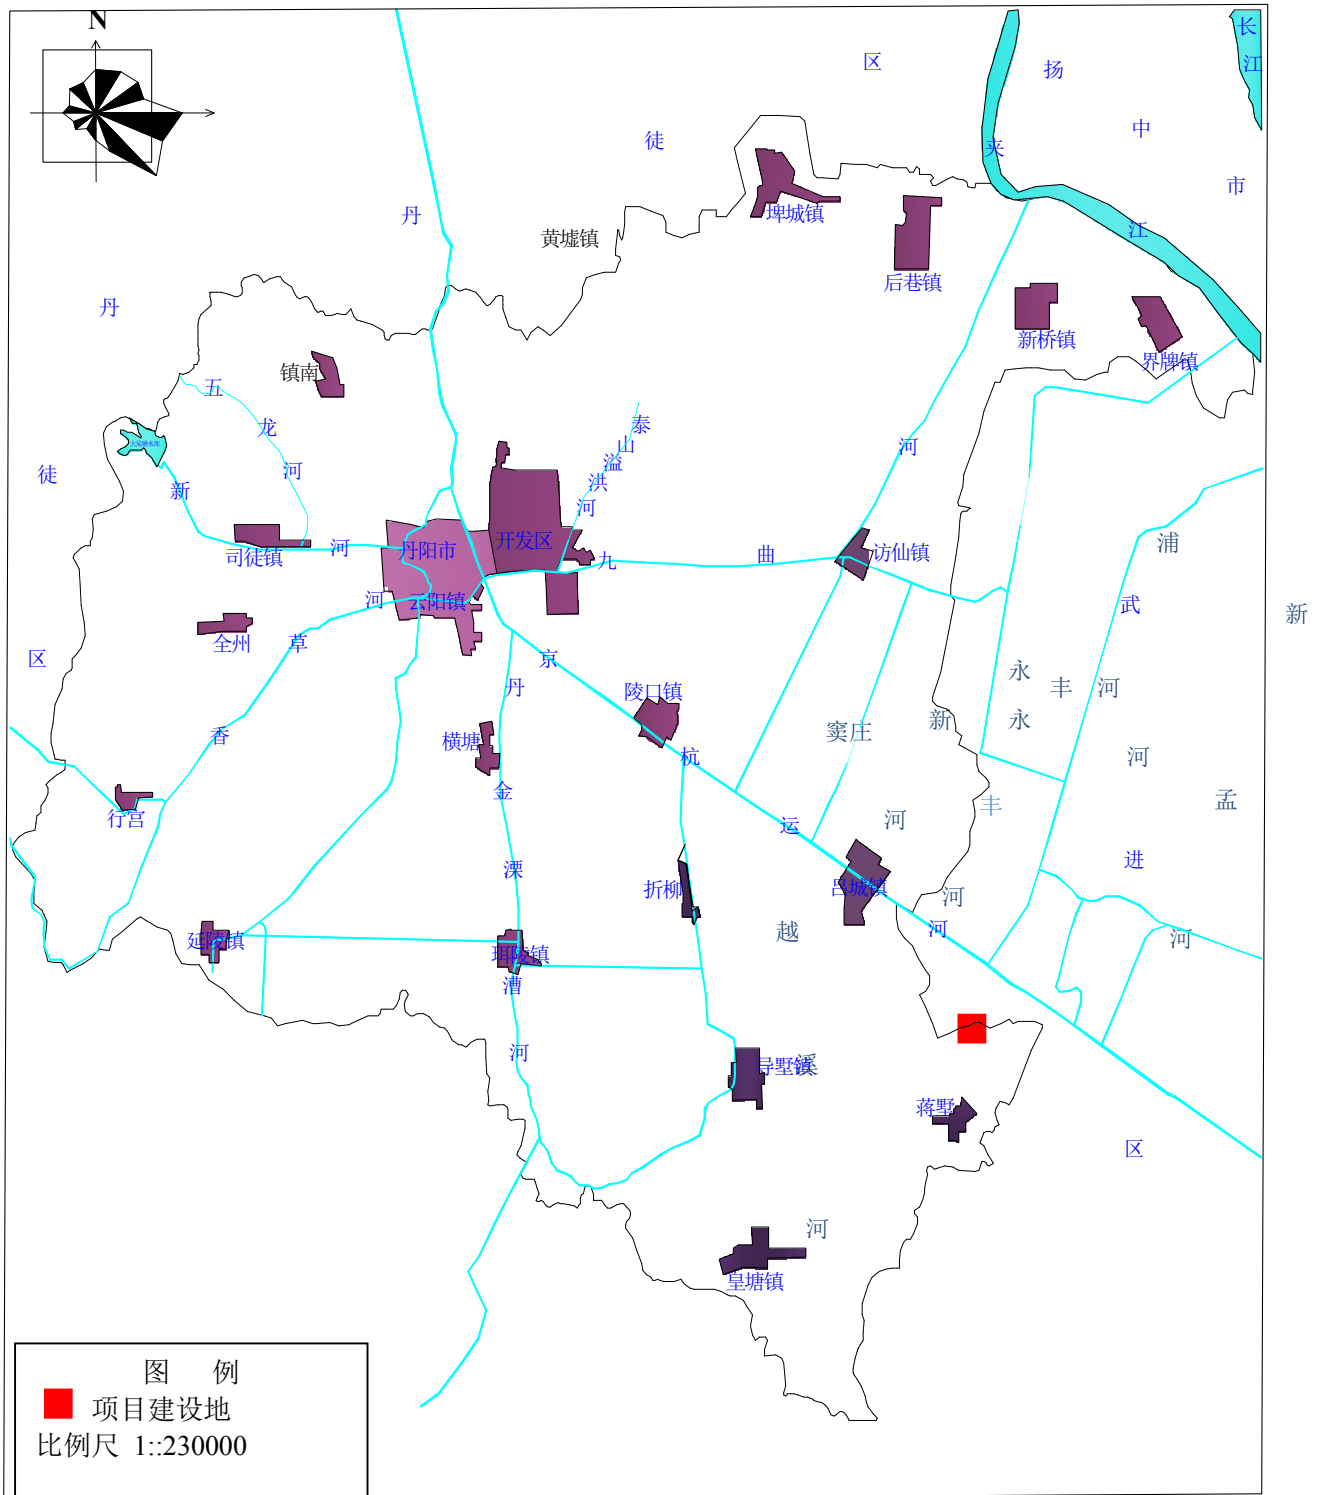 N
长
江
区
扬
中
市
徒
夹
江
丹
黄墟镇
埤城镇
后巷镇
丹
新桥镇
界牌镇
镇南
五
龙
河
泰
山
溢
洪
河
河
徒
新
大吴塘水库
司徒镇
河
丹阳市
开发区
九
曲
访仙镇
浦
河
云阳镇
武
新
全州
草
区
京
丹
永
丰
河
陵口镇
香
横塘
窦庄
新
永
杭
河
金
孟
行宫
运
河
丰
进
溧
折柳
吕城镇
河
延陵镇
珥陵镇
越
河
河
漕
河
导墅镇
溪
蒋墅
区
河
皇塘镇
图 例
项目建设地
比例尺 1::230000